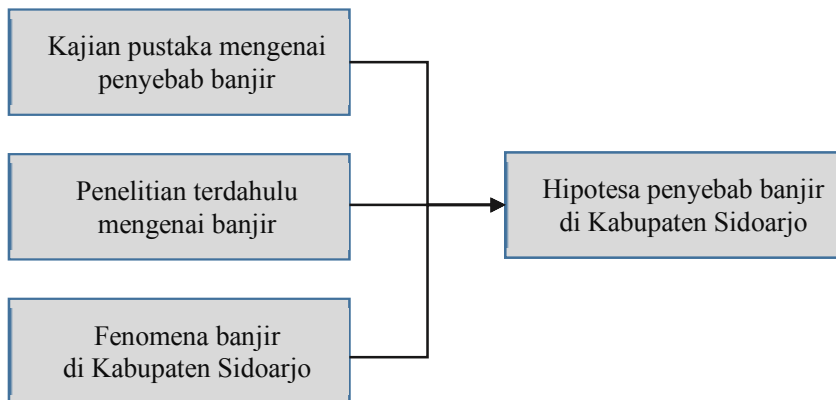 Kajian pustaka mengenai
penyebab banjir
Penelitian terdahulu
mengenai banjir
Fenomena banjir
di Kabupaten Sidoarjo
Hipotesa penyebab banjir
di Kabupaten Sidoarjo